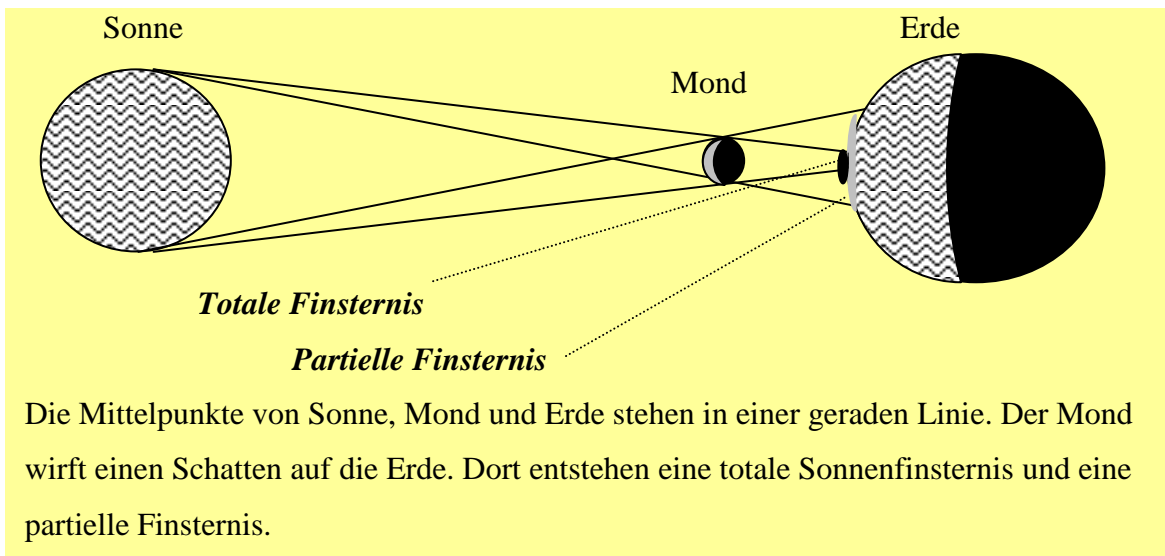 Sonne
Erde
Mond
Totale Finsternis
Partielle Finsternis
Die Mittelpunkte von Sonne, Mond und Erde stehen in einer geraden Linie. Der Mond
wirft einen Schatten auf die Erde. Dort entstehen eine totale Sonnenfinsternis und eine
partielle Finsternis.